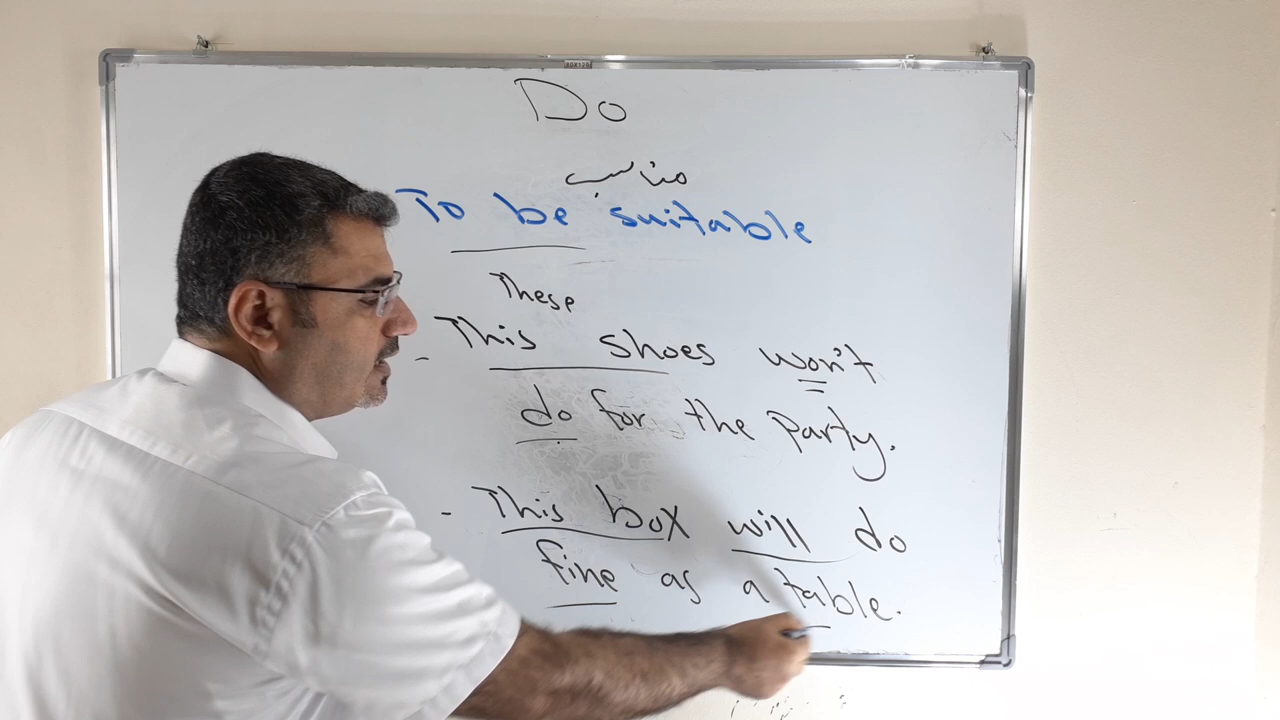 80X120
Do
مناسب
To be suitable
These
- This shoes won't
do for the party.
- This box will do
fine as a table.